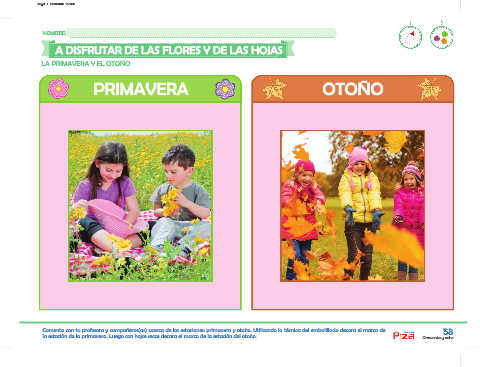 NOMBRE:
A DISFRUTAR DE LAS FLORES Y DE LAS HOJAS
LA PRIMAVERA Y EL OTOÑO
PRIMAVERA
OTOÑO
Comenta con tu profesora y compañeros(as) acerca de las estaciones: primavera y otoño. Utilizando la técnica del embolillado decora el marco de
la estación de la primavera. Luego con hojas secas decora el marco de la estación del otoño.
58